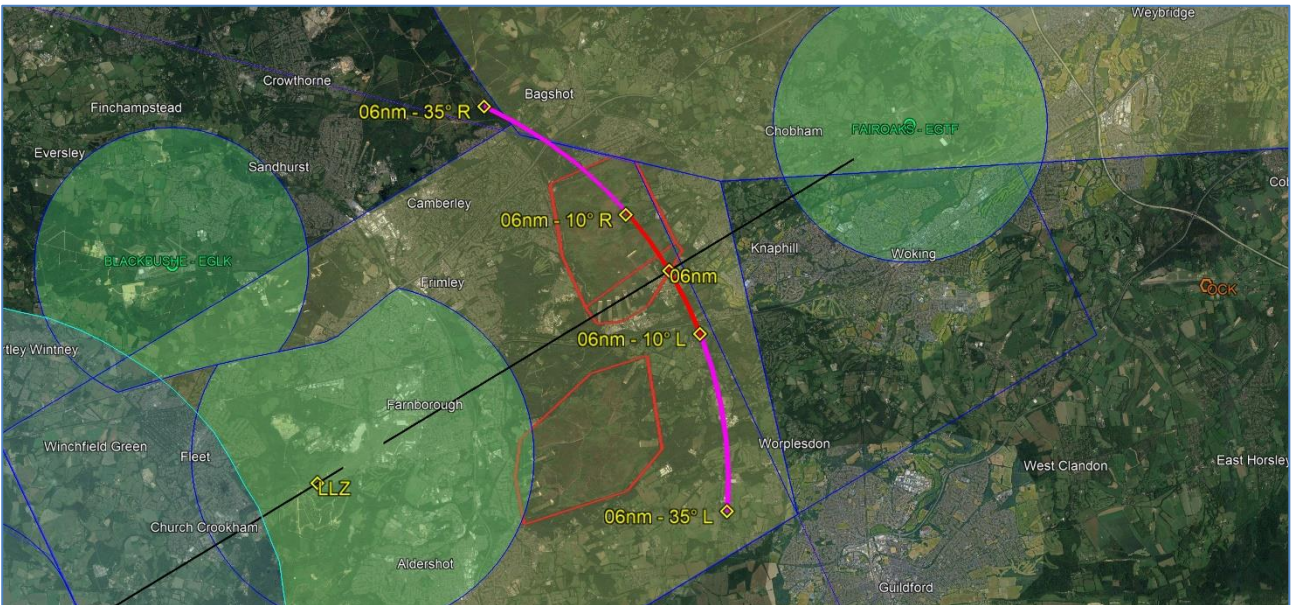 Weybridge
Crowthorne
Bagshot
Finchampstead
06nm - 35° R
Chobham
FAIROAKS - EGTF
Eversley
Sandhurst
Camberley
06nm - 10° R
Knaphill
Woking
BLACKBUSHE - EGLK
Frimley
06nm
OCK
06nm - 10° L
Farnborough
Winchfield Green
Fleet
Worplesdon
West Clandon
East Horsley
LLZ
06nm - 35° L
Church Crookham
Aldershot
Guildford